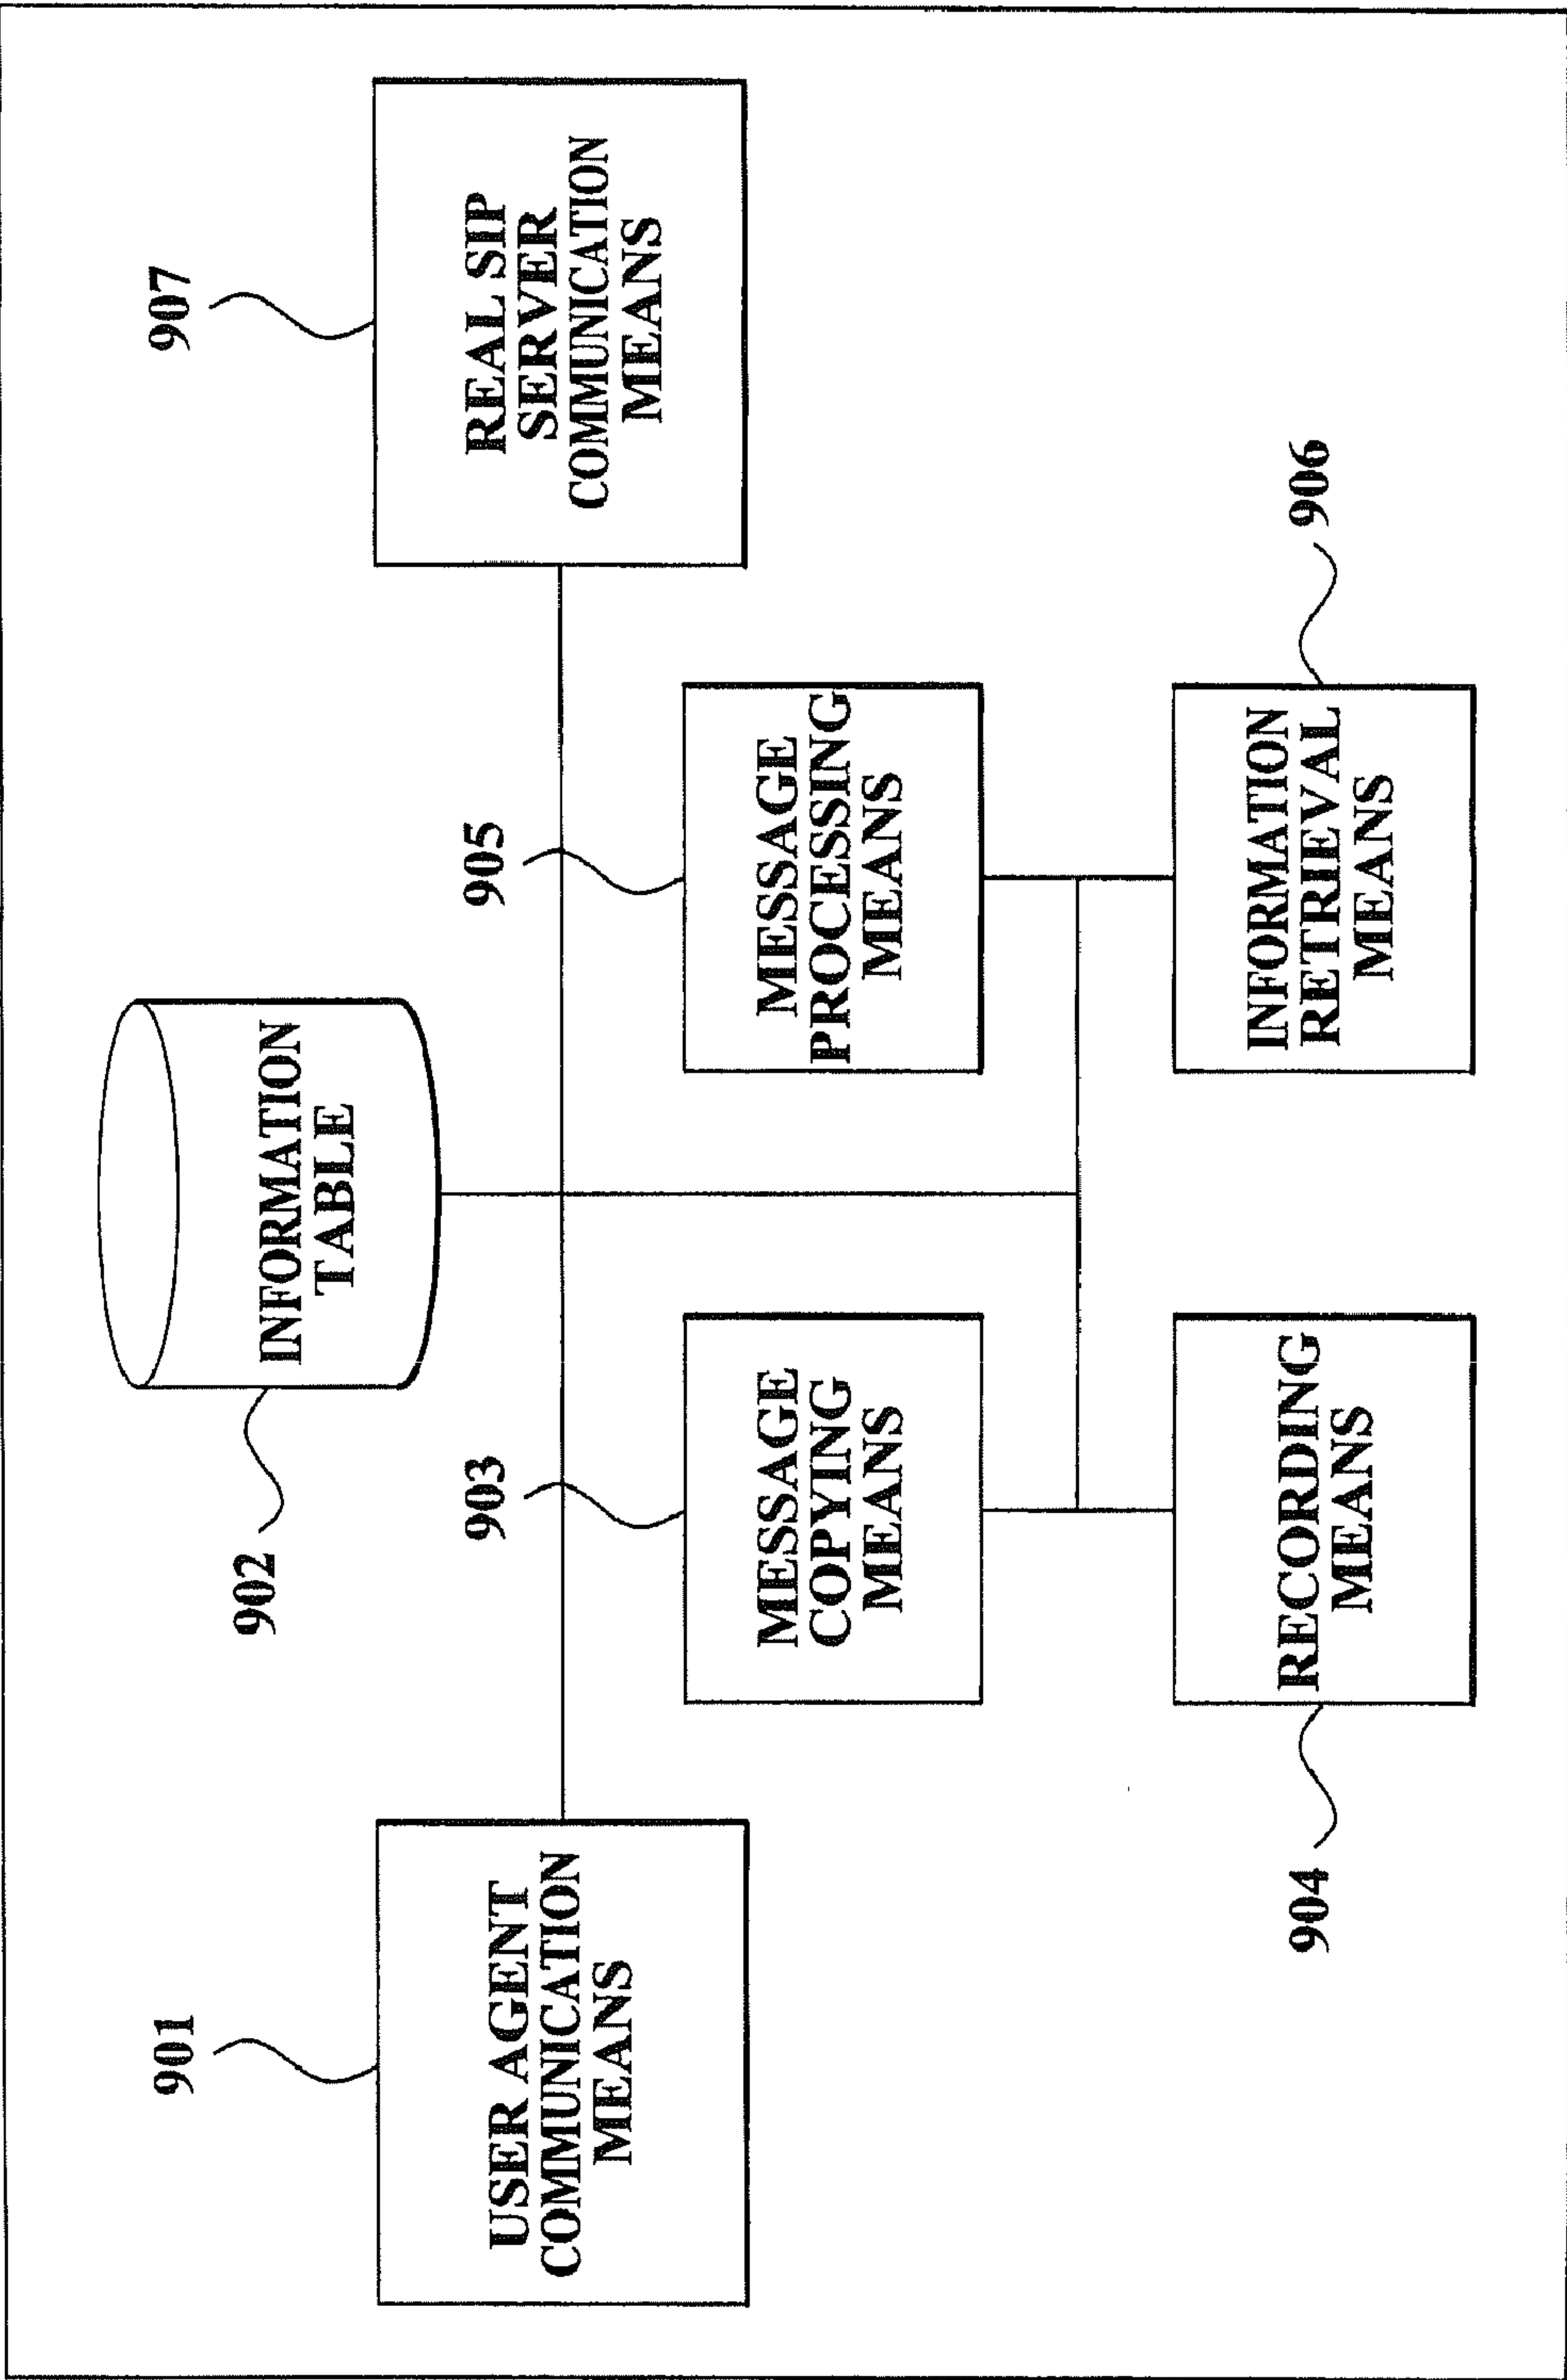 907
901
902
INFORMATION
TABLE
REAL SIP
SERVER
COMMUNICATION
MEANS
USER AGENT
COMMUNICATION
MEANS
903
905
MESSAGE
COPYING
MEANS
MESSAGE
PROCESSING
MEANS
904
RECORDING
MEANS
INFORMATION
RETRIEVAL
MEANS
906